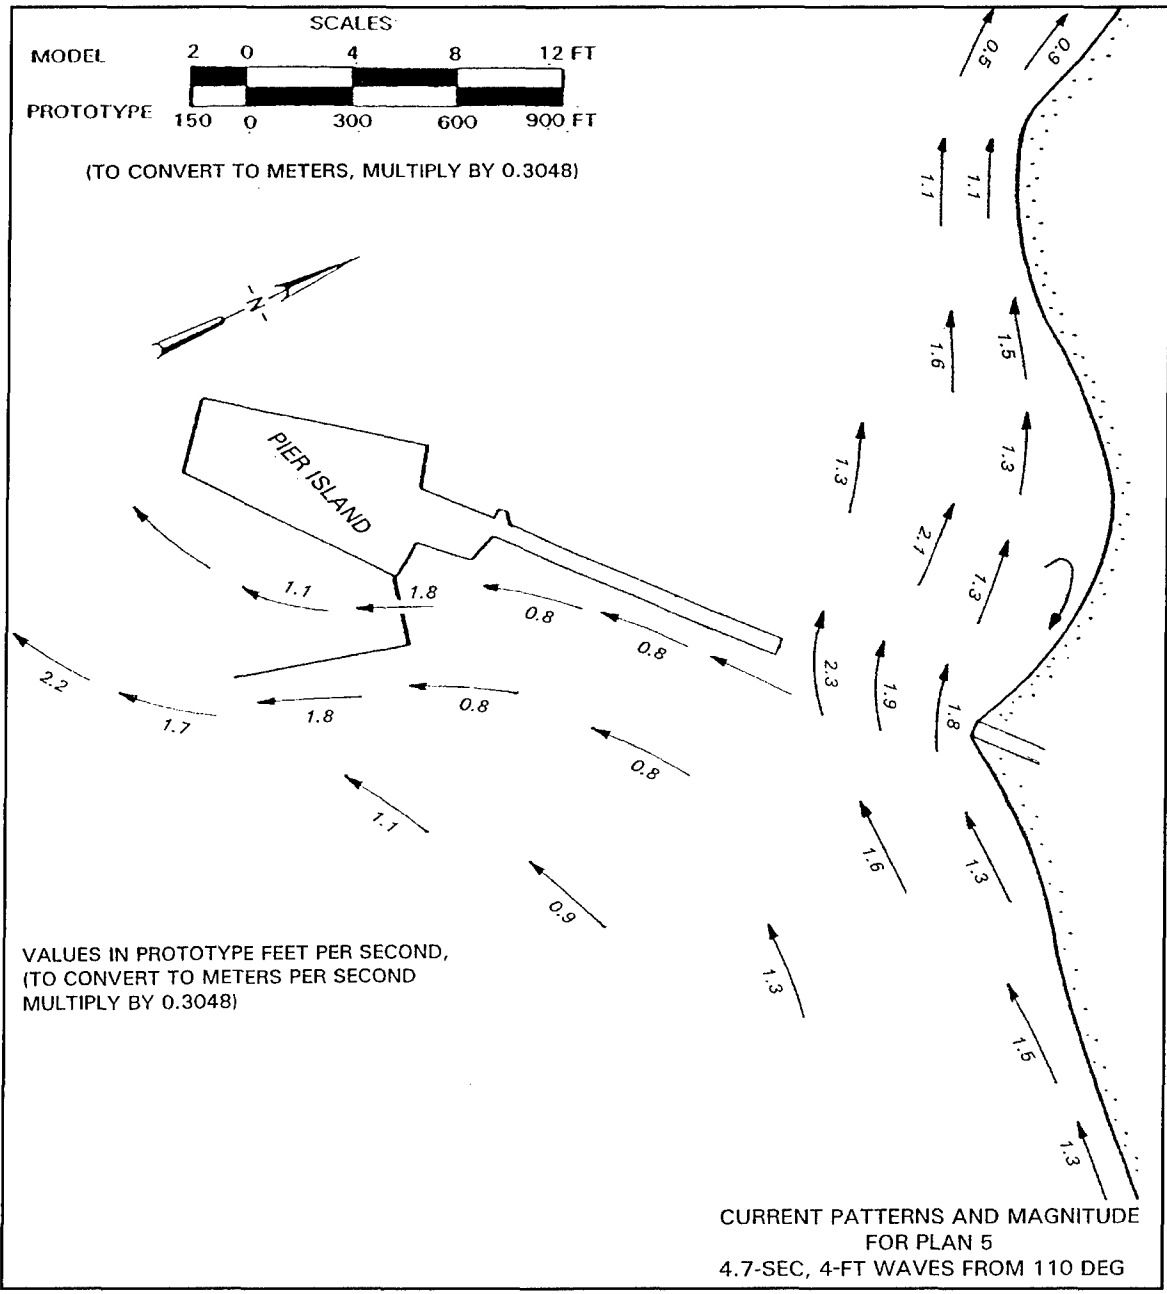 SCALES
MODEL 2 0 4 8 12 FT
PROTOTYPE
150 0 300 600 900 FT
(TO CONVERT TO METERS, MULTIPLY BY 0.3048)
0.5
0.9
1.1
1.1
-N-
1.6
1.5
PIER ISLAND
1.3
1.3
2.1
1.3
1.1
1.8
0.8
0.8
2.3
1.9
1.8
2.2
1.7
1.8
0.8
0.8
1.1
0.9
1.6
1.3
1.3
1.5
1.3
VALUES IN PROTOTYPE FEET PER SECOND,
(TO CONVERT TO METERS PER SECOND
MULTIPLY BY 0.3048)
CURRENT PATTERNS AND MAGNITUDE
FOR PLAN 5
4.7-SEC, 4-FT WAVES FROM 110 DEG